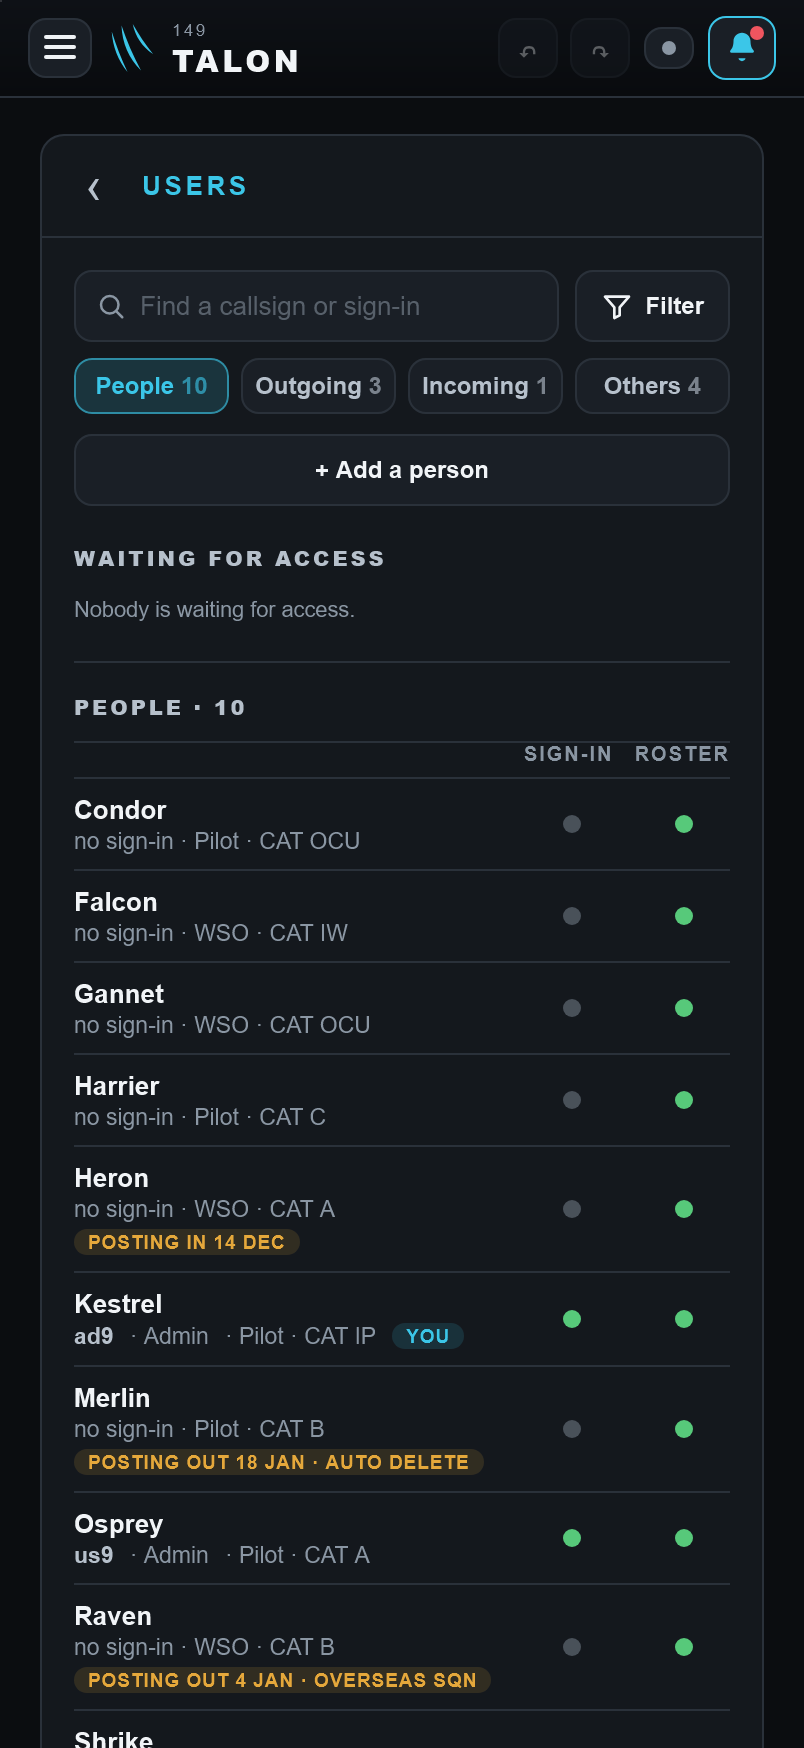 149
TALON
USERS
Find a callsign or sign-in
Filter
People 10
Outgoing 3
Incoming 1
Others 4
+ Add a person
WAITING FOR ACCESS
Nobody is waiting for access.
PEOPLE · 10
SIGN-IN ROSTER
Condor
no sign-in · Pilot · CAT OCU
Falcon
no sign-in · WSO · CAT IW
Gannet
no sign-in · WSO · CAT OCU
Harrier
no sign-in · Pilot · CAT C
Heron
no sign-in · WSO · CAT A
POSTING IN 14 DEC
Kestrel
ad9 · Admin · Pilot · CAT IP YOU
Merlin
no sign-in · Pilot · CAT B
POSTING OUT 18 JAN · AUTO DELETE
Osprey
us9 · Admin · Pilot · CAT A
Raven
no sign-in · WSO · CAT B
POSTING OUT 4 JAN · OVERSEAS SQN
Shrike